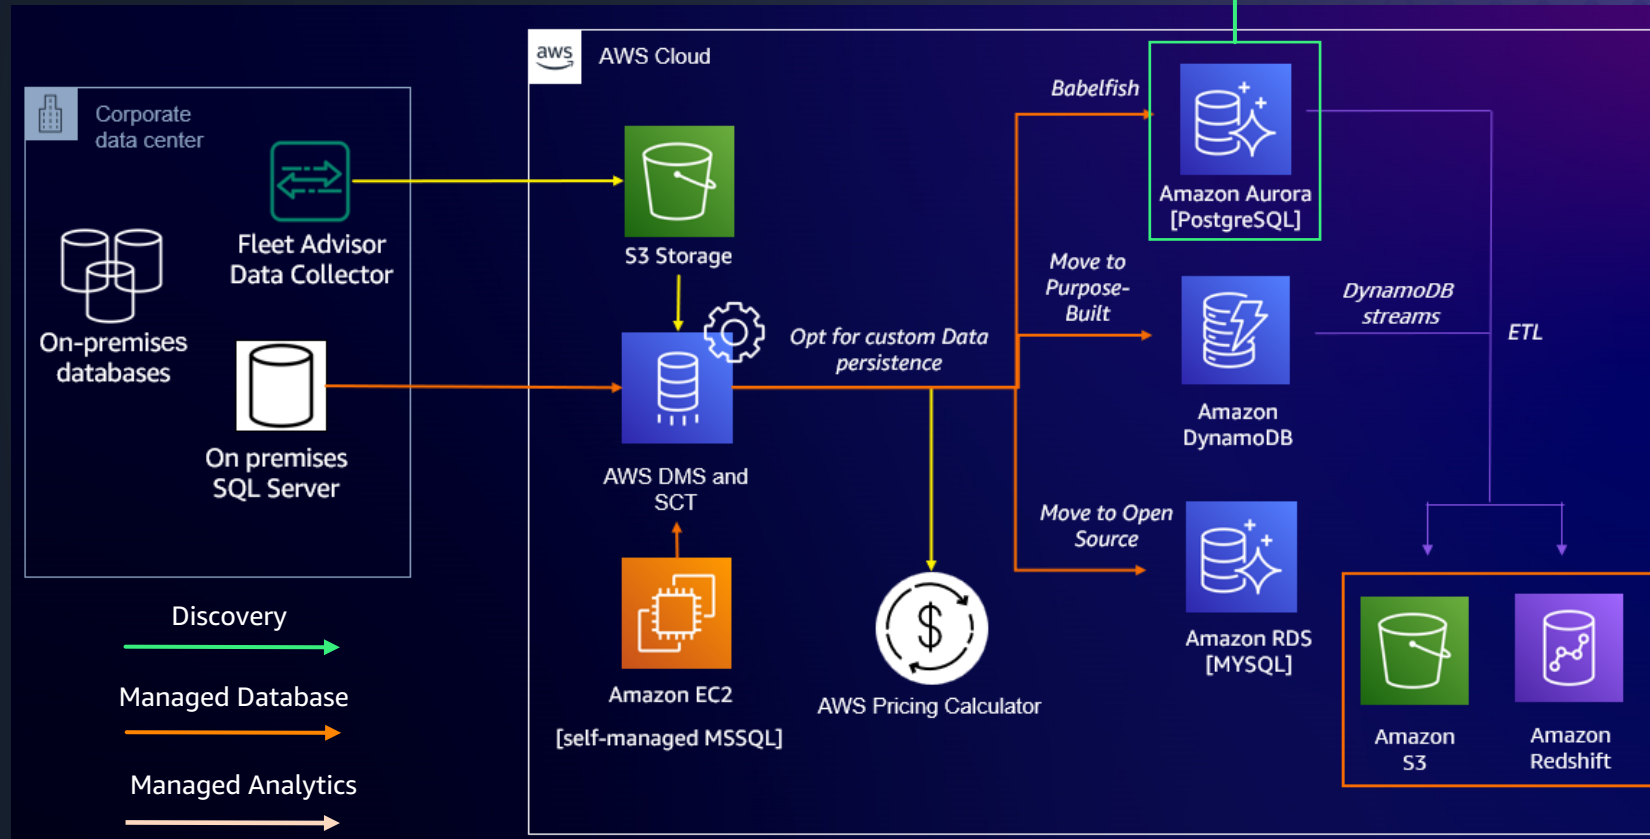 aws
AWS Cloud
Corporate
data center
Fleet Advisor
Data Collector
On-premises
databases
On premises
SQL Server
Discovery
Managed Database
Managed Analytics
S3 Storage
AWS DMS and
SCT
Amazon EC2
[self-managed MSSQL]
Opt for custom Data
persistence
$
AWS Pricing Calculator
Babelfish
Amazon Aurora
[PostgreSQL]
Move to
Purpose-
Built
Amazon
DynamoDB
DynamoDB
streams
ETL
Move to Open
Source
Amazon RDS
[MYSQL]
Amazon
S3
Amazon
Redshift